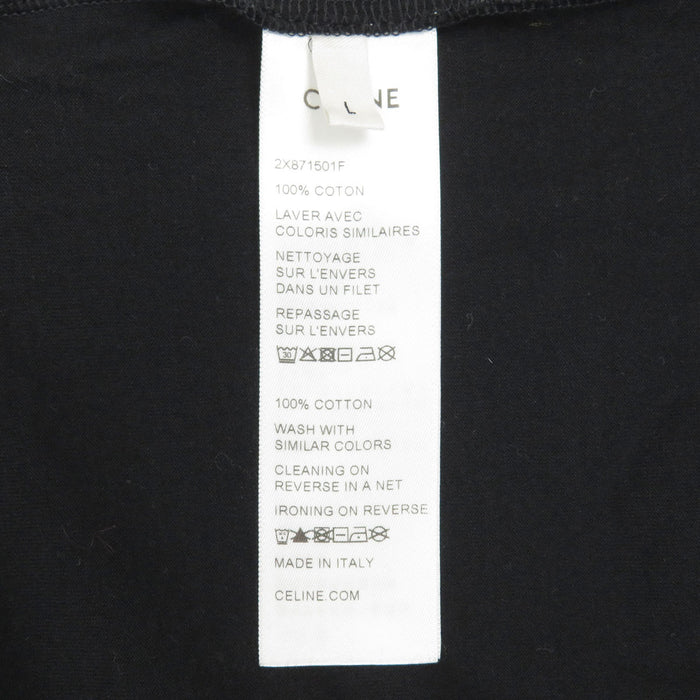 L
2X871501F
100% COTON
LAVER AVEC
COLORIS SIMILAIRES
NETTOYAGE
SUR L'ENVERS
DANS UN FILET
REPASSAGE
SUR L'ENVERS
30
100% COTTON
WASH WITH
SIMILAR COLORS
CLEANING ON
REVERSE IN A NET
IRONING ON REVERSE
MADE IN ITALY
CELINE.COM